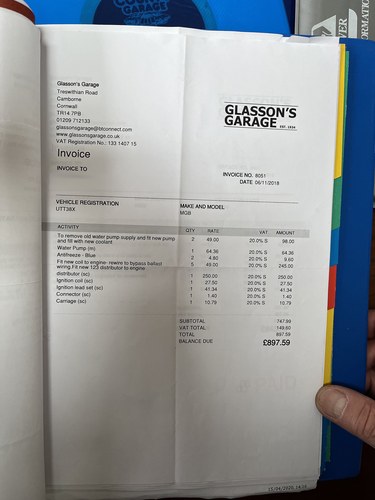 GARAGE
Glasson's Garage
Treswithian Road
Camborne
Cornwall
TR14 7PB
01209 712133
glassonsgarage@btconnect.com
www.glassonsgarage.co.uk
VAT Registration No.: 133 1407 15
GLASSON'S
GARAGE
Invoice
INVOICE TO
INVOICE NO. 8051
DATE 06/11/2018
VEHICLE REGISTRATION MAKE AND MODEL
UTT38X MGB
ACTIVITY QTY RATE VAT AMOUNT
To remove old water pump supply and fit new pump 2 49.00 20.0% S 98.00
and fill with new coolant
Water Pump (m) 1 64.36 20.0% S 64.36
Antifreeze - Blue 2 4.80 20.0% S 9.60
Fit new coil to engine- rewire to bypass ballast 5 49.00 20.0% S 245.00
wiring.Fit new 123 distributor to engine
distributor (sc) 1 250.00 20.0% S 250.00
Ignition coil (sc) 1 27.50 20.0% S 27.50
Ignition lead set (sc) 1 41.34 20.0% S 41.34
Connector (sc) 1 1.40 20.0% S 1.40
Carriage (sc) 1 10.79 20.0% S 10.79
SUBTOTAL 747.99
VAT TOTAL 149.60
TOTAL 897.59
BALANCE DUE £897.59